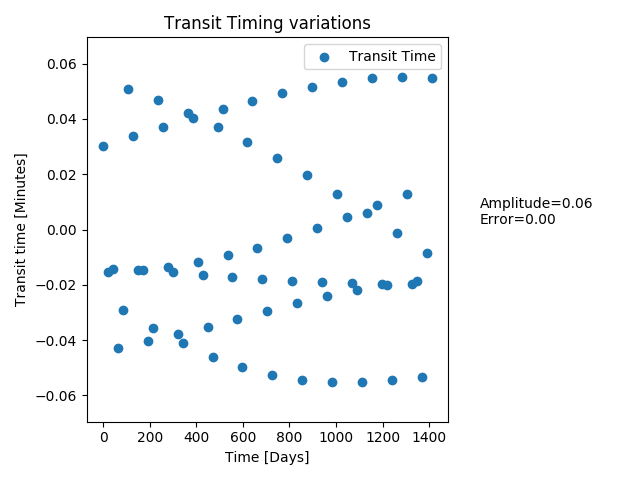 Transit Timing variations
Transit Time
Transit time [Minutes]
0.06
0.04
0.02
0.00
−0.02
−0.04
−0.06
0 200 400 600 800 1000 1200 1400
Time [Days]
Amplitude=0.06
Error=0.00